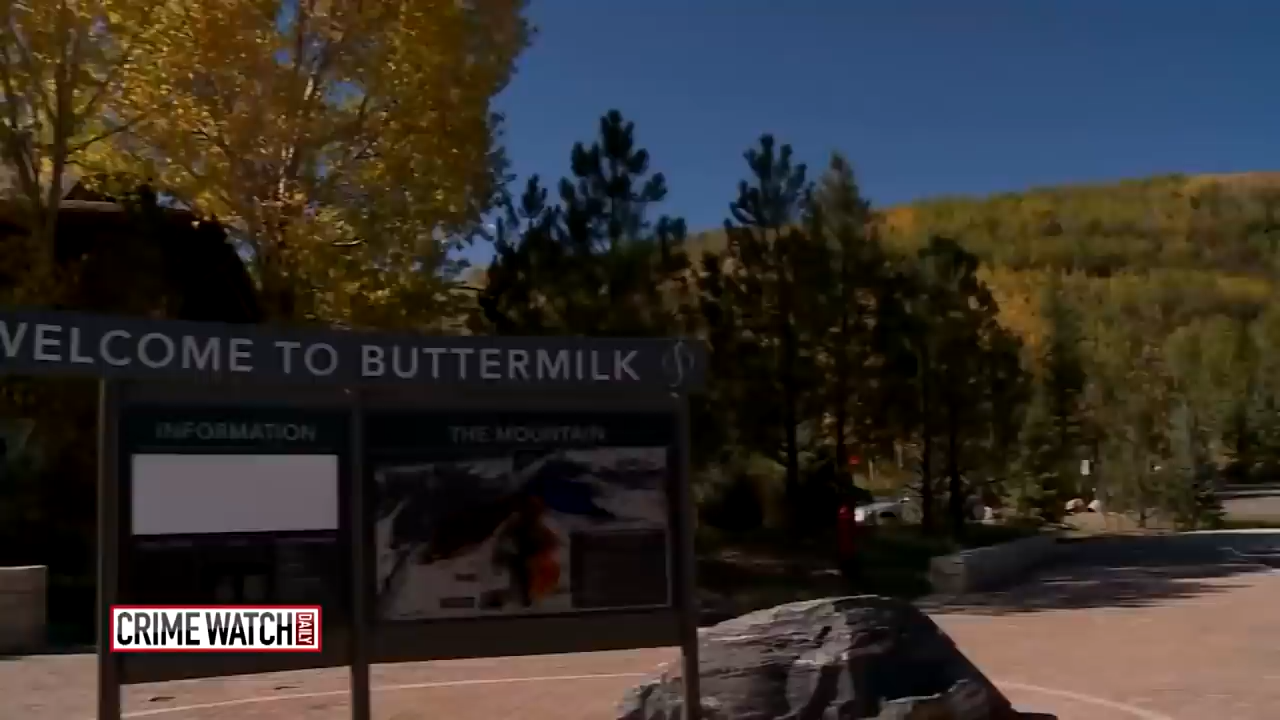 VELCOME TO BUTTERMILK
INFORMATION
THE MOUNTAIN
CRIME WATCH DAILY